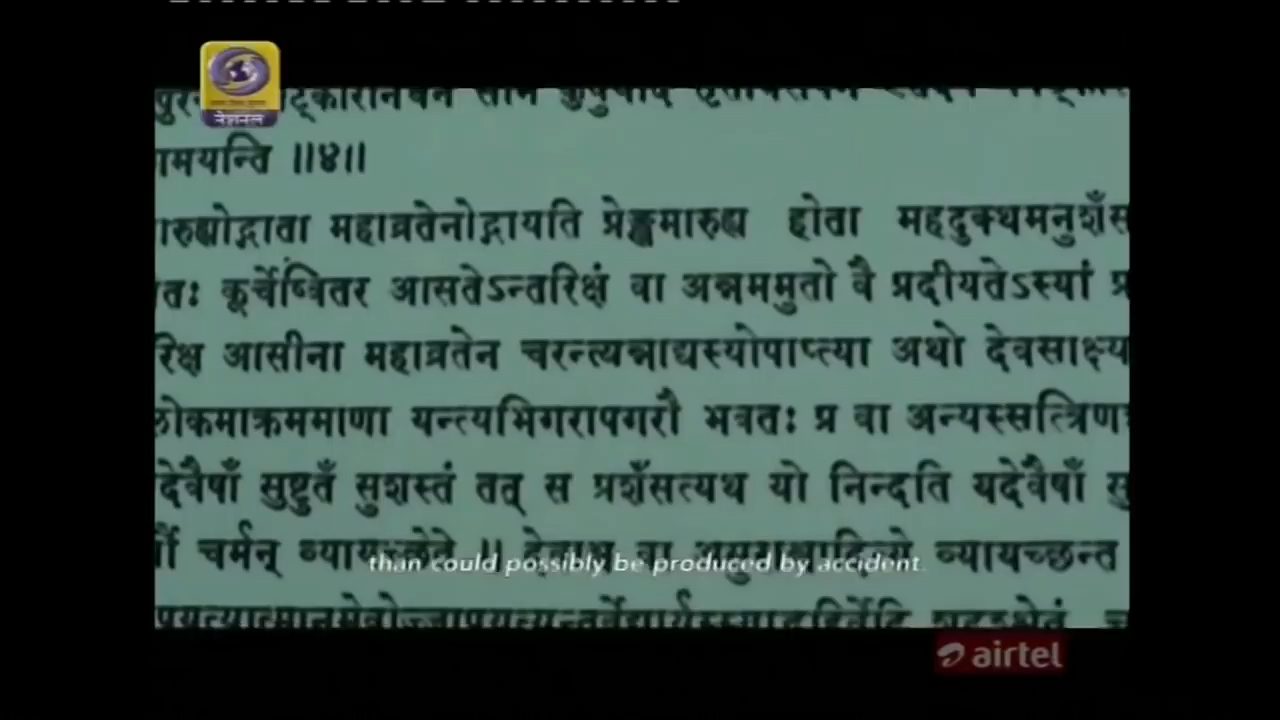 नेशनल
ामयन्ति ॥४॥
ारुह्योद्गाता महाव्रतेनोद्गायति प्रेङ्खमारुह्य होता महदुक्थमनुशँस
तः कूर्चेष्वितर आसतेऽन्तरिक्षं वा अन्नममुतो वै प्रदीयतेऽस्यां प्र
रिक्ष आसीना महाव्रतेन चरन्त्यन्नाद्यस्योपाप्त्या अथो देवसाक्ष्य
लोकमाक्रममाणा यन्त्यभिगरापगरौ भवतः प्र वा अन्यस्सत्रिण
देवैषाँ सुष्टुतँ सुशस्तं तत् स प्रशँसत्यथ यो निन्दति यदेवैषाँ
चर्मन् व्यायच्छेते ॥ देवाश्च वा असुराश्चादित्ये व्यायच्छन्त
than could possibly be produced by accident.
airtel